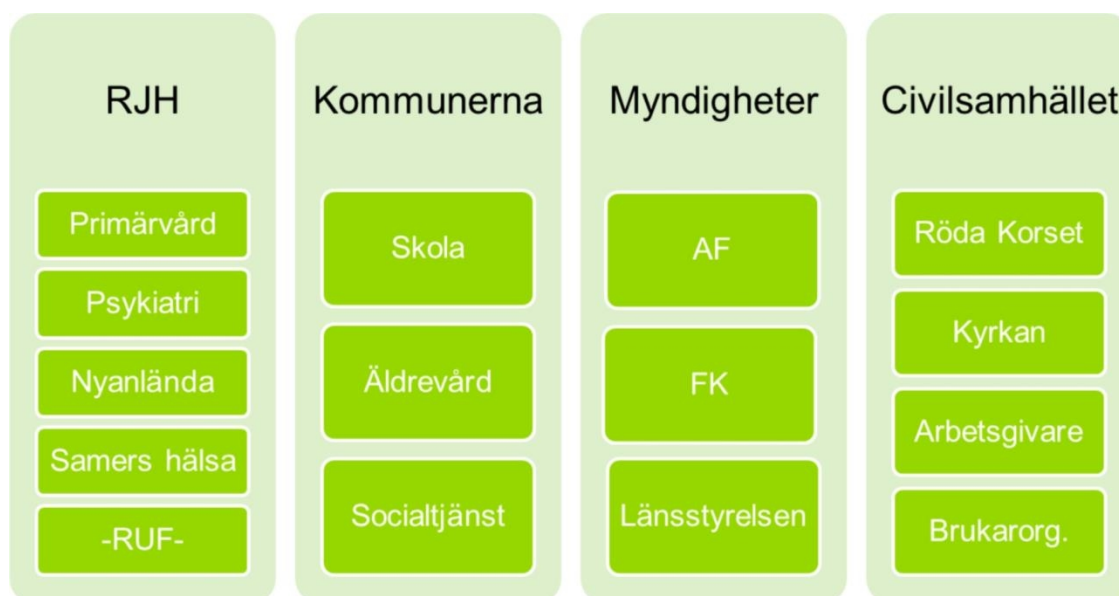 RJH
Primärvård
Psykiatri
Nyanlända
Samers hälsa
-RUF-
Kommunerna
Skola
Äldrevård
Socialtjänst
Myndigheter
AF
FK
Länsstyrelsen
Civilsamhället
Röda Korset
Kyrkan
Arbetsgivare
Brukarorg.